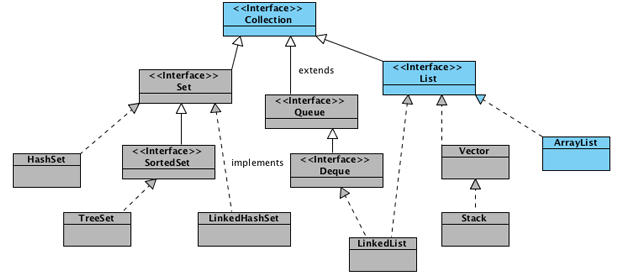 <<Interface>>
Collection
extends
<<Interface>>
Set
<<Interface>>
List
<<Interface>>
Queue
HashSet
<<Interface>>
SortedSet
implements
<<Interface>>
Deque
Vector
ArrayList
TreeSet
LinkedHashSet
LinkedList
Stack